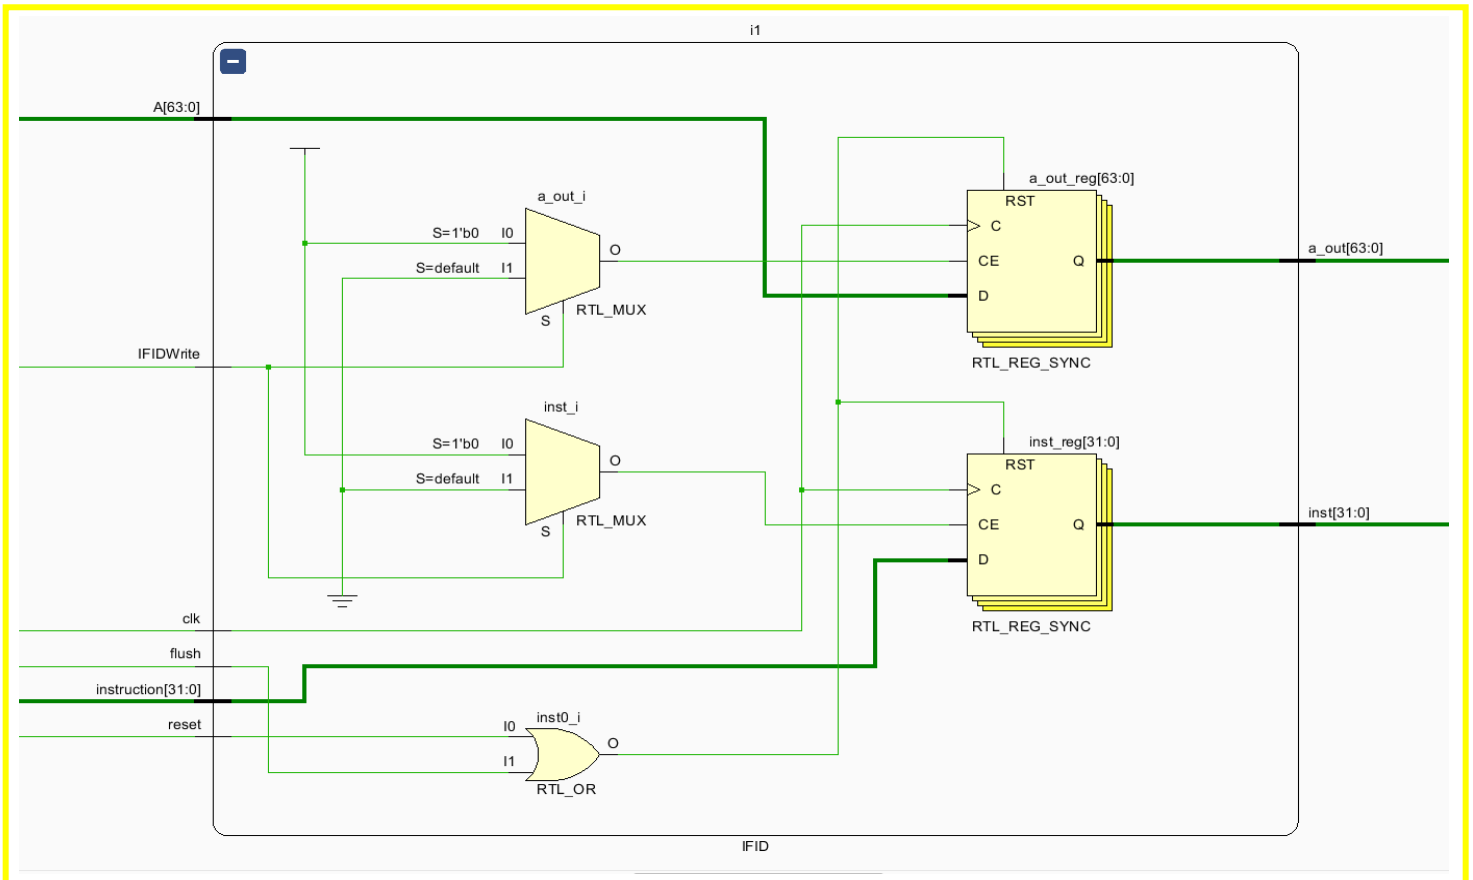 i1
A[63:0]
a_out_i
S=1'b0 I0
S=default I1
O
S
RTL_MUX
a_out_reg[63:0]
RST
C
CE
Q
D
RTL_REG_SYNC
a_out[63:0]
IFIDWrite
inst_i
S=1'b0 I0
S=default I1
O
S
RTL_MUX
inst_reg[31:0]
RST
C
CE
Q
D
RTL_REG_SYNC
inst[31:0]
clk
flush
instruction[31:0]
reset
inst0_i
I0
I1
O
RTL_OR
IFID